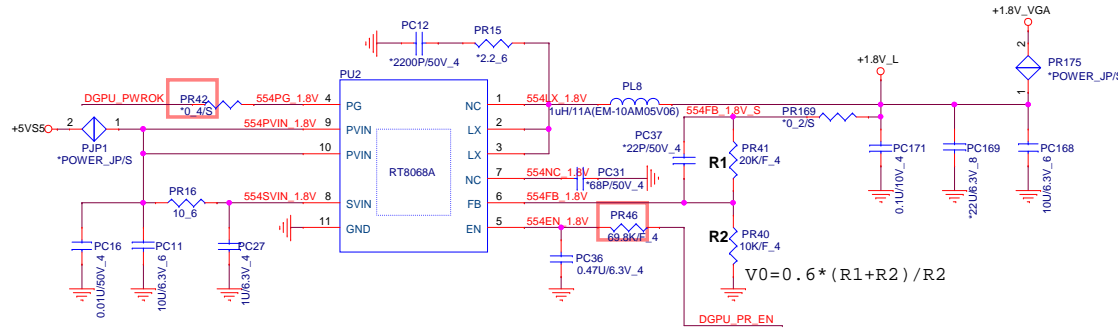 +1.8V_VGA
PC12
*2200P/50V_4
PR15
*2.2_6
+1.8V_L
2
PR175
*POWER_JP/S
1
PU2
DGPU_PWROK
PR42
*0_4/S
554PG_1.8V
4
PG
NC
1
554LX_1.8V
PL8
1uH/11A(EM-10AM05V06)
554FB_1.8V_S
PR169
*0_2/S
+5VS5
2
1
PJP1
*POWER_JP/S
554PVIN_1.8V
9
PVIN
LX
2
10
PVIN
LX
3
RT8068A
PC37
*22P/50V_4
R1
PR41
20K/F_4
PC171
0.1U/10V_4
PC169
*22U/6.3V_8
PC168
10U/6.3V_6
NC
7
554NC_1.8V
PC31
*68P/50V_4
PR16
10_6
554SVIN_1.8V
8
SVIN
FB
6
554FB_1.8V
11
GND
EN
5
554EN_1.8V
PR46
69.8K/F_4
R2
PR40
10K/F_4
PC16
0.01U/50V_4
PC11
10U/6.3V_6
PC27
1U/6.3V_4
PC36
0.47U/6.3V_4
V0=0.6*(R1+R2)/R2
DGPU_PR_EN